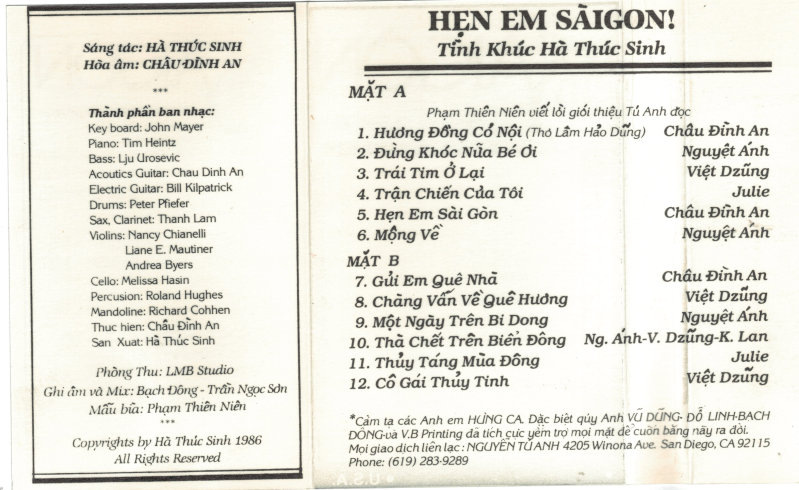 Sáng tác: HÀ THÚC SINH
Hòa âm: CHÂU ĐÌNH AN
***
Thành phần ban nhạc:
Key board: John Mayer
Piano: Tim Heintz
Bass: Lju Urosevic
Acoutics Guitar: Chau Dinh An
Electric Guitar: Bill Kilpatrick
Drums: Peter Pfiefer
Sax, Clarinet: Thanh Lam
Violins: Nancy Chianelli
Liane E. Mautiner
Andrea Byers
Cello: Melissa Hasin
Percusion: Roland Hughes
Mandoline: Richard Cohhen
Thuc hien: Châu Đình An
San Xuat: Hà Thúc Sinh
Phòng Thu: LMB Studio
Ghi âm và Mix: Bạch Đông - Trần Ngọc Sơn
Mẫu bìa: Phạm Thiên Niên
***
Copyrights by Hà Thúc Sinh 1986
All Rights Reserved
HẸN EM SÀIGON!
Tình Khúc Hà Thúc Sinh
MẶT A
Phạm Thiên Niên viết lời giới thiệu Tú Anh đọc
1. Hương Đồng Cỏ Nội (Thơ Lâm Hảo Dũng) Châu Đình An
2. Đừng Khóc Nữa Bé Ơi Nguyệt Ánh
3. Trái Tim Ở Lại Việt Dzũng
4. Trận Chiến Của Tôi Julie
5. Hẹn Em Sài Gòn Châu Đình An
6. Mộng Về Nguyệt Ánh
MẶT B
7. Gửi Em Quê Nhà Châu Đình An
8. Chàng Vẫn Về Quê Hương Việt Dzũng
9. Một Ngày Trên Bi Dong Nguyệt Ánh
10. Thà Chết Trên Biển Đông Ng. Ánh-V. Dzũng-K. Lan
11. Thủy Táng Mùa Đông Julie
12. Cô Gái Thủy Tinh Việt Dzũng
*Cảm tạ các Anh em HƯNG CA. Đặc biệt qúy Anh VŨ DŨNG- ĐỖ LINH-BẠCH
ĐÔNG-và V.B Printing đã tích cực yểm trợ mọi mặt để cuốn băng này ra đời.
Mọi giao dịch liên lạc : NGUYỄN TÚ ANH 4205 Winona Ave. San Diego, CA 92115
Phone: (619) 283-9289
U.S.A